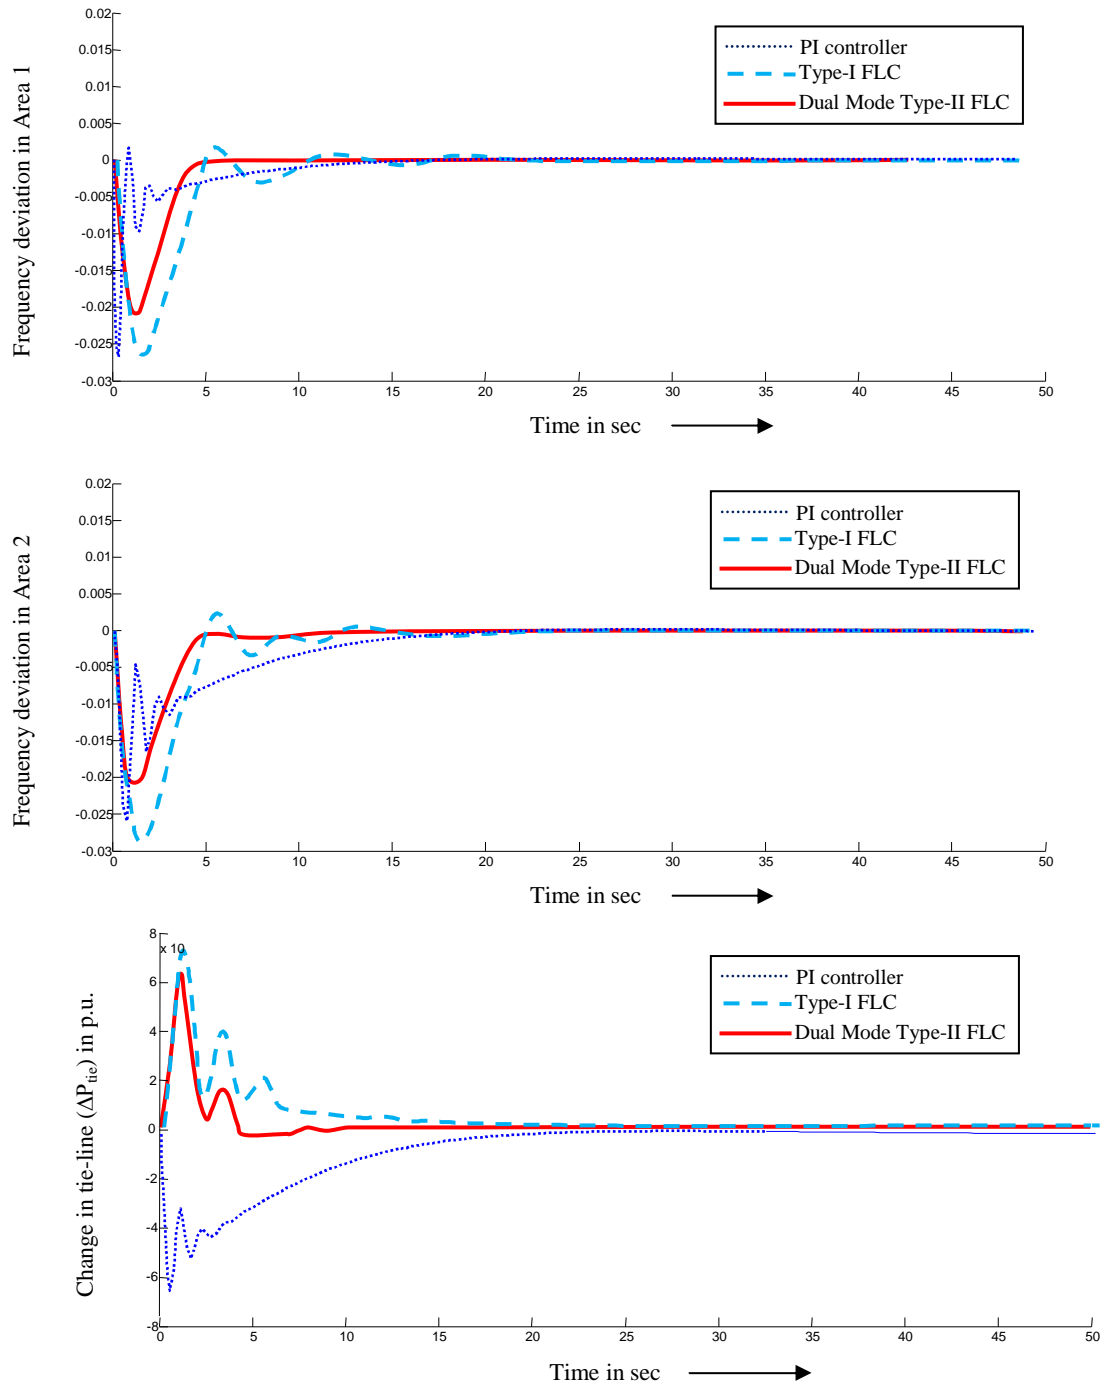 0.02
0.015
0.01
0.005
0
-0.005
-0.01
-0.015
-0.02
-0.025
-0.03
0 5 10 15 20 25 30 35 40 45 50
Frequency deviation in Area 1
Time in sec
PI controller
Type-I FLC
Dual Mode Type-II FLC
0.02
0.015
0.01
0.005
0
-0.005
-0.01
-0.015
-0.02
-0.025
-0.03
0 5 10 15 20 25 30 35 40 45 50
Frequency deviation in Area 2
Time in sec
PI controller
Type-I FLC
Dual Mode Type-II FLC
8
x 10
6
4
2
0
-2
-4
-6
-8
0 5 10 15 20 25 30 35 40 45 50
Change in tie-line (ΔPtie) in p.u.
Time in sec
PI controller
Type-I FLC
Dual Mode Type-II FLC